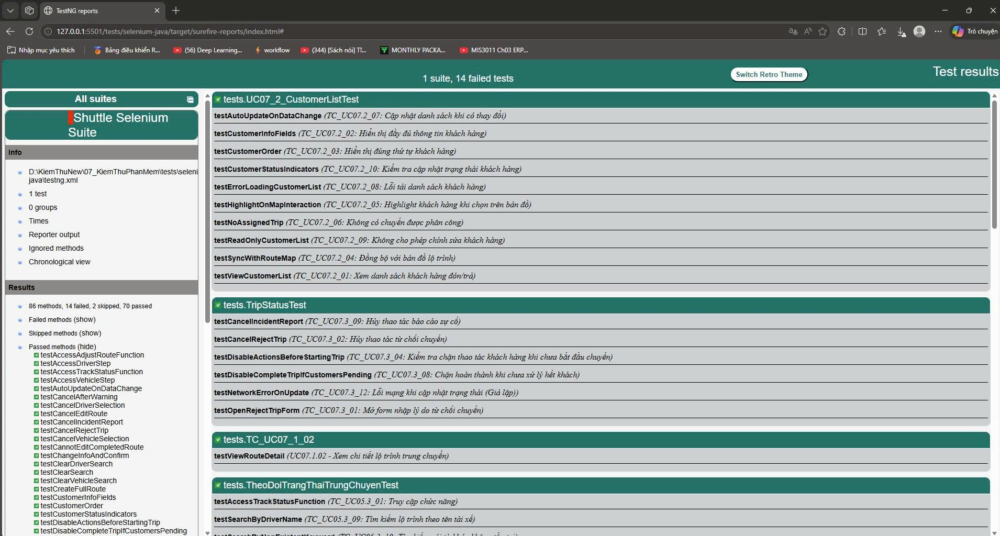 TestNG reports
127.0.0.1:5501/tests/selenium-java/target/surefire-reports/index.html#
Trò chuyện
Nhập mục yêu thích
Bảng điều khiển R...
(56) Deep Learning...
workflow
(344) [Sách nói] Tĩ...
MONTHLY PACKA...
MIS3011 Ch03 ERP...
Test results
1 suite, 14 failed tests
Switch Retro Theme
All suites
Shuttle Selenium
Suite
Info
D:\KiemThuNew\07_KiemThuPhanMem\tests\seleni
java\testng.xml
1 test
0 groups
Times
Reporter output
Ignored methods
Chronological view
Results
86 methods, 14 failed, 2 skipped, 70 passed
Failed methods (show)
Skipped methods (show)
Passed methods (hide)
testAccessAdjustRouteFunction
testAccessDriverStep
testAccessTrackStatusFunction
testAccessVehicleStep
testAutoUpdateOnDataChange
testCancelAfterWarning
testCancelDriverSelection
testCancelEditRoute
testCancelIncidentReport
testCancelRejectTrip
testCancelVehicleSelection
testCannotEditCompletedRoute
testChangeInfoAndConfirm
testClearDriverSearch
testClearSearch
testClearVehicleSearch
testCreateFullRoute
testCustomerInfoFields
testCustomerOrder
testCustomerStatusIndicators
testDisableActionsBeforeStartingTrip
testDisableCompleteTripIfCustomersPending
tests.UC07_2_CustomerListTest
testAutoUpdateOnDataChange (TC_UC07.2_07: Cập nhật danh sách khi có thay đổi)
testCustomerInfoFields (TC_UC07.2_02: Hiển thị đầy đủ thông tin khách hàng)
testCustomerOrder (TC_UC07.2_03: Hiển thị đúng thứ tự khách hàng)
testCustomerStatusIndicators (TC_UC07.2_10: Kiểm tra cập nhật trạng thái khách hàng)
testErrorLoadingCustomerList (TC_UC07.2_08: Lỗi tải danh sách khách hàng)
testHighlightOnMapInteraction (TC_UC07.2_05: Highlight khách hàng khi chọn trên bản đồ)
testNoAssignedTrip (TC_UC07.2_06: Không có chuyến được phân công)
testReadOnlyCustomerList (TC_UC07.2_09: Không cho phép chỉnh sửa khách hàng)
testSyncWithRouteMap (TC_UC07.2_04: Đồng bộ với bản đồ lộ trình)
testViewCustomerList (TC_UC07.2_01: Xem danh sách khách hàng đón/trả)
tests.TripStatusTest
testCancelIncidentReport (TC_UC07.3_09: Hủy thao tác báo cáo sự cố)
testCancelRejectTrip (TC_UC07.3_02: Hủy thao tác từ chối chuyến)
testDisableActionsBeforeStartingTrip (TC_UC07.3_04: Kiểm tra chặn thao tác khách hàng khi chưa bắt đầu chuyến)
testDisableCompleteTripIfCustomersPending (TC_UC07.3_08: Chặn hoàn thành khi chưa xử lý hết khách)
testNetworkErrorOnUpdate (TC_UC07.3_12: Lỗi mạng khi cập nhật trạng thái (Giả lập))
testOpenRejectTripForm (TC_UC07.3_01: Mở form nhập lý do từ chối chuyến)
tests.TC_UC07_1_02
testViewRouteDetail (UC07.1.02 - Xem chi tiết lộ trình trung chuyển)
tests.TheoDoiTrangThaiTrungChuyenTest
testAccessTrackStatusFunction (TC_UC05.3_01: Truy cập chức năng)
testSearchByDriverName (TC_UC05.3_09: Tìm kiếm lộ trình theo tên tài xế)